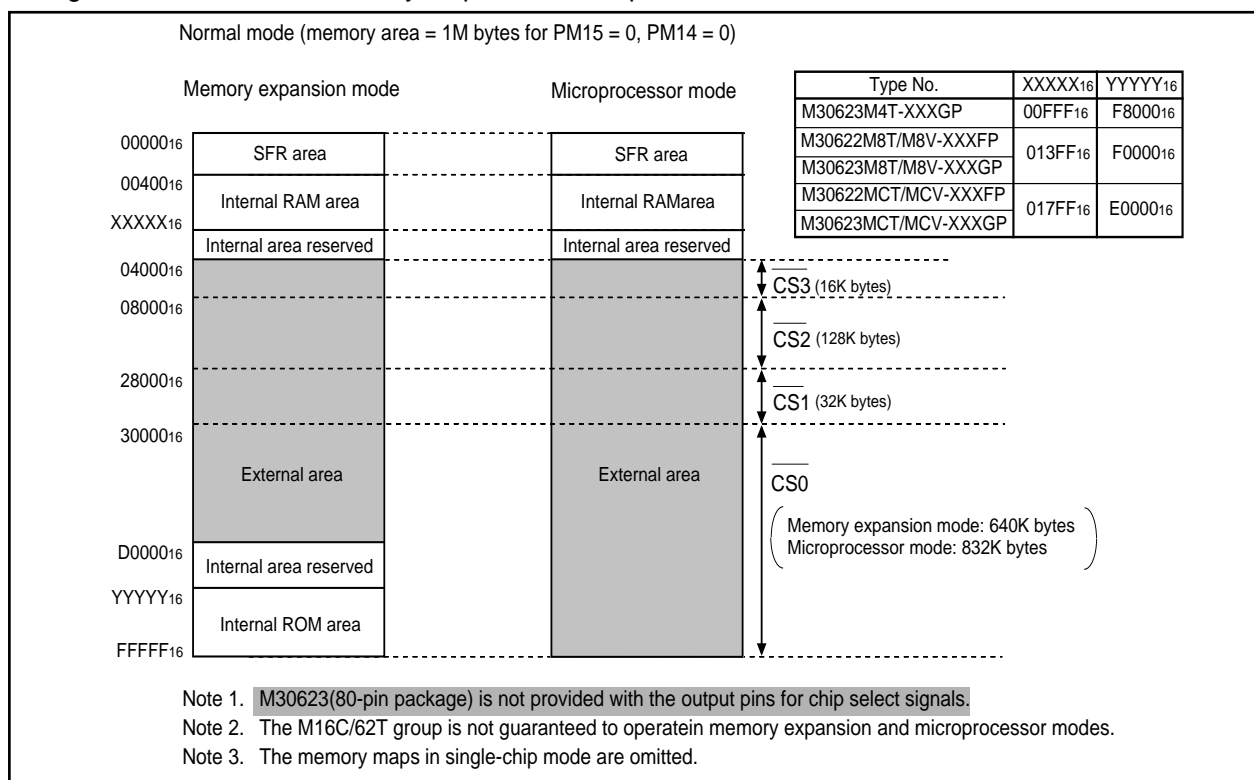 Normal mode (memory area = 1M bytes for PM15 = 0, PM14 = 0)
Memory expansion mode
Microprocessor mode
Type No. XXXXX16 YYYYY16
M30623M4T-XXXGP 00FFF16 F800016
M30622M8T/M8V-XXXFP 013FF16 F000016
M30623M8T/M8V-XXXGP
M30622MCT/MCV-XXXFP 017FF16 E000016
M30623MCT/MCV-XXXGP
0000016
SFR area
SFR area
0040016
Internal RAM area
Internal RAMarea
XXXXX16
Internal area reserved
Internal area reserved
0400016
CS3 (16K bytes)
0800016
CS2 (128K bytes)
2800016
CS1 (32K bytes)
3000016
External area
External area
CS0
Memory expansion mode: 640K bytes
Microprocessor mode: 832K bytes
D000016
Internal area reserved
YYYYY16
Internal ROM area
FFFFF16
Note 1. M30623(80-pin package) is not provided with the output pins for chip select signals.
Note 2. The M16C/62T group is not guaranteed to operatein memory expansion and microprocessor modes.
Note 3. The memory maps in single-chip mode are omitted.